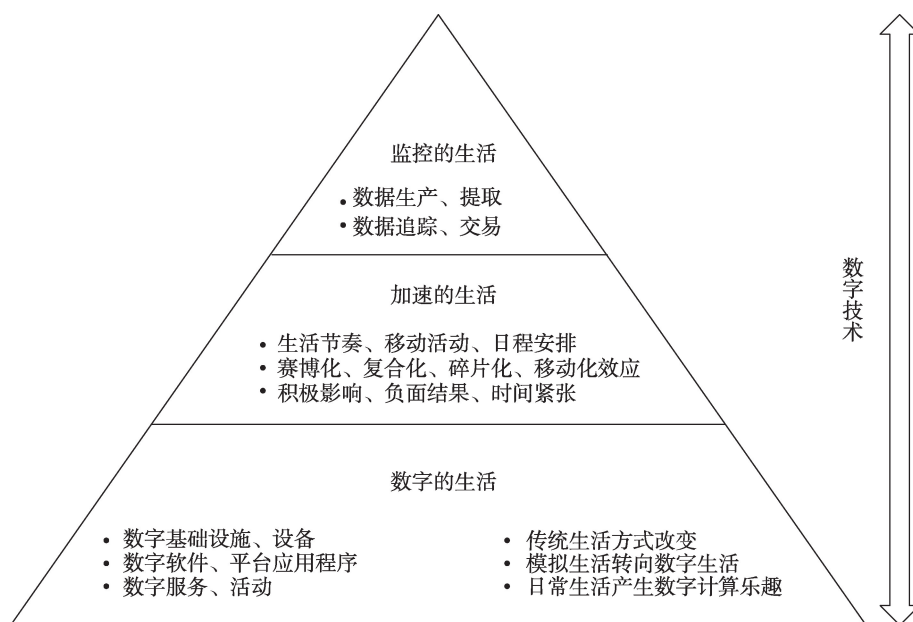 监控的生活
• 数据生产、提取
• 数据追踪、交易
加速的生活
• 生活节奏、移动活动、日程安排
• 赛博化、复合化、碎片化、移动化效应
• 积极影响、负面结果、时间紧张
数字的生活
• 数字基础设施、设备
• 数字软件、平台应用程序
• 数字服务、活动
• 传统生活方式改变
• 模拟生活转向数字生活
• 日常生活产生数字计算乐趣
数字技术